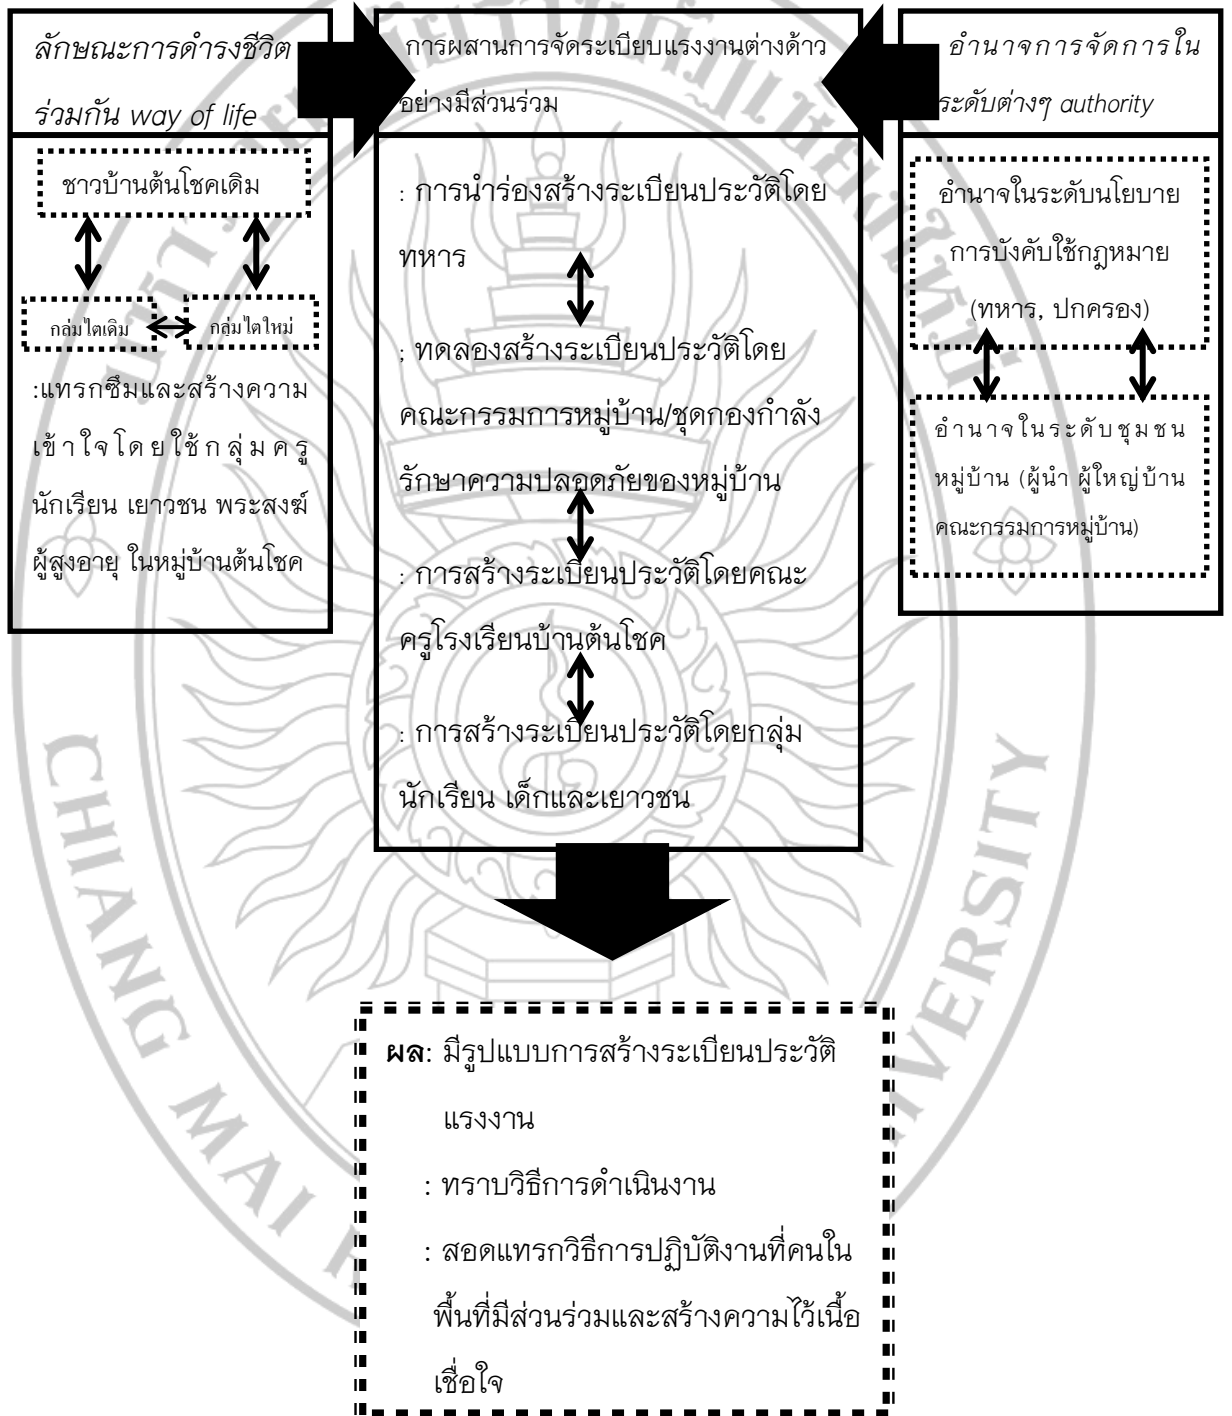 ลักษณะการดำรงชีวิต
ร่วมกัน way of life
ชาวบ้านต้นโชคเดิม
กลุ่มไตเดิม
กลุ่มไตใหม่
:แทรกซึมและสร้างความ
เข้าใจโดยใช้กลุ่มครู
นักเรียน เยาวชน พระสงฆ์
ผู้สูงอายุ ในหมู่บ้านต้นโชค
การผสานการจัดระเบียบแรงงานต่างด้าว
อย่างมีส่วนร่วม
: การนำร่องสร้างระเบียนประวัติโดย
ทหาร
; ทดลองสร้างระเบียนประวัติโดย
คณะกรรมการหมู่บ้าน/ชุดกองกำลัง
รักษาความปลอดภัยของหมู่บ้าน
: การสร้างระเบียนประวัติโดยคณะ
ครูโรงเรียนบ้านต้นโชค
: การสร้างระเบียนประวัติโดยกลุ่ม
นักเรียน เด็กและเยาวชน
อำนาจการจัดการใน
ระดับต่างๆ authority
อำนาจในระดับนโยบาย
การบังคับใช้กฎหมาย
(ทหาร, ปกครอง)
อำนาจในระดับชุมชน
หมู่บ้าน (ผู้นำ ผู้ใหญ่บ้าน
คณะกรรมการหมู่บ้าน)
ผล: มีรูปแบบการสร้างระเบียนประวัติ
แรงงาน
: ทราบวิธีการดำเนินงาน
: สอดแทรกวิธีการปฏิบัติงานที่คนใน
พื้นที่มีส่วนร่วมและสร้างความไว้เนื้อ
เชื่อใจ
CHIANG MAI